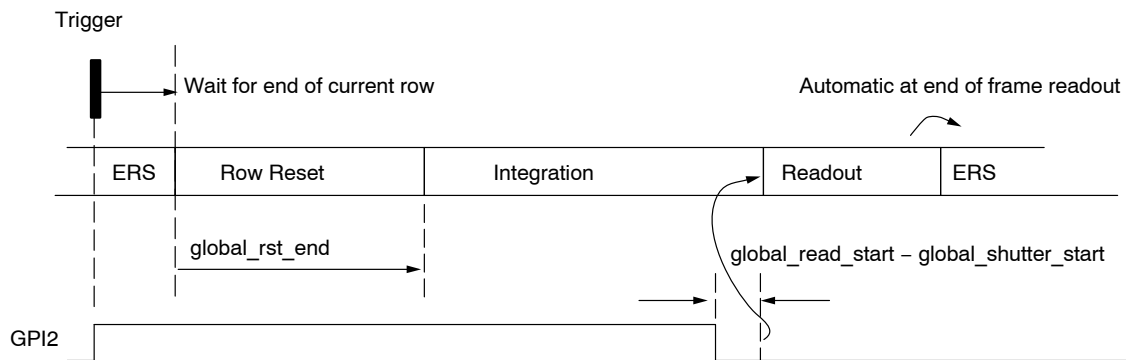 Trigger
Wait for end of current row
Automatic at end of frame readout
ERS
Row Reset
Integration
Readout
ERS
global_rst_end
global_read_start − global_shutter_start
GPI2